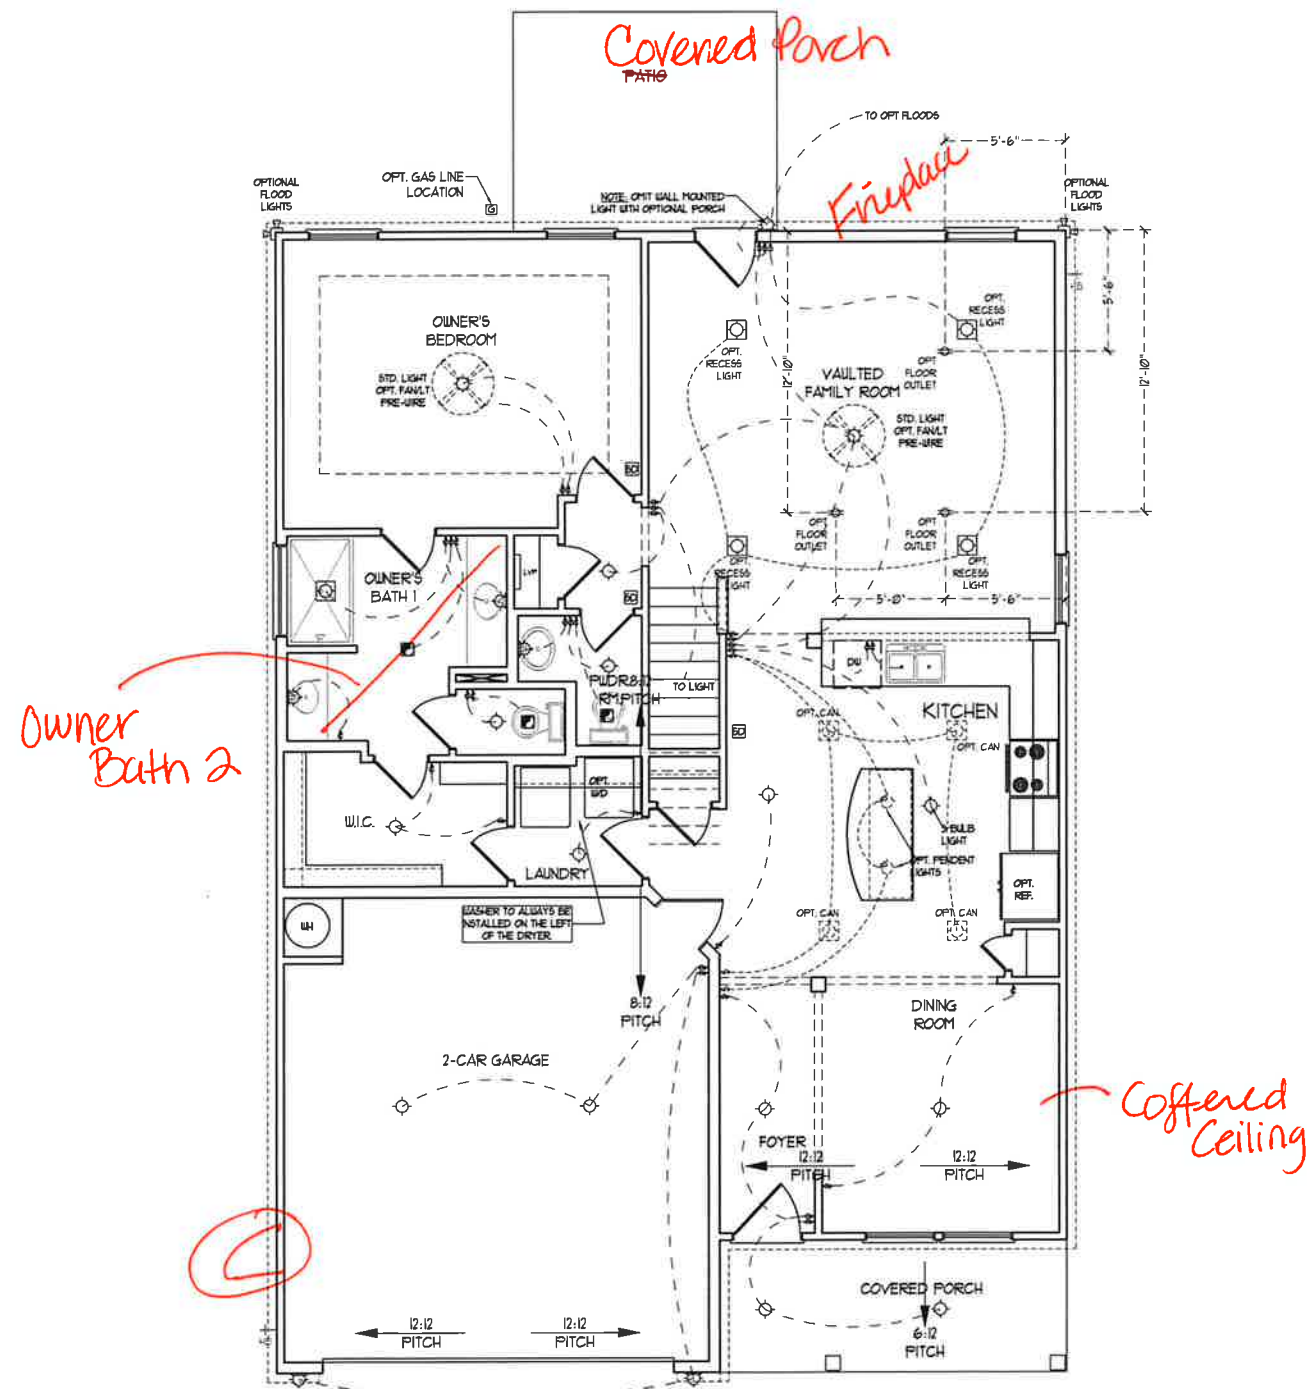 Covered Porch
PATIO
TO OPT FLOODS
5'-6"
Fireplace
OPTIONAL
FLOOD
LIGHTS
OPT. GAS LINE
LOCATION
G
NOTE: OMIT WALL MOUNTED
LIGHT WITH OPTIONAL PORCH
OPTIONAL
FLOOD
LIGHTS
OWNER'S
BEDROOM
STD. LIGHT
OPT. FAN/LT
PRE-WIRE
SD
OPT.
RECESS
LIGHT
OPT.
RECESS
LIGHT
5'-6"
12'-10"
12'-10"
OPT
FLOOR
OUTLET
VAULTED
FAMILY ROOM
STD. LIGHT
OPT. FAN/LT
PRE-WIRE
OPT
FLOOR
OUTLET
OPT
FLOOR
OUTLET
OPT.
RECESS
LIGHT
OPT.
RECESS
LIGHT
5'-0"
5'-6"
OWNER'S
BATH 1
LVP
SD
PWDR.
RM.
8:12
PITCH
TO LIGHT
SD
DW
KITCHEN
OPT. CAN
OPT. CAN
Owner
Bath 2
W.I.C.
OPT.
WD
LAUNDRY
BULB
LIGHT
OPT. PENDENT
LIGHTS
OPT.
REF.
OPT. CAN
OPT. CAN
WH
WASHER TO ALWAYS BE
INSTALLED ON THE LEFT
OF THE DRYER
8:12
PITCH
DINING
ROOM
2-CAR GARAGE
Coffered
Ceiling
FOYER
12:12
PITCH
12:12
PITCH
C
COVERED PORCH
6:12
PITCH
12:12
PITCH
12:12
PITCH